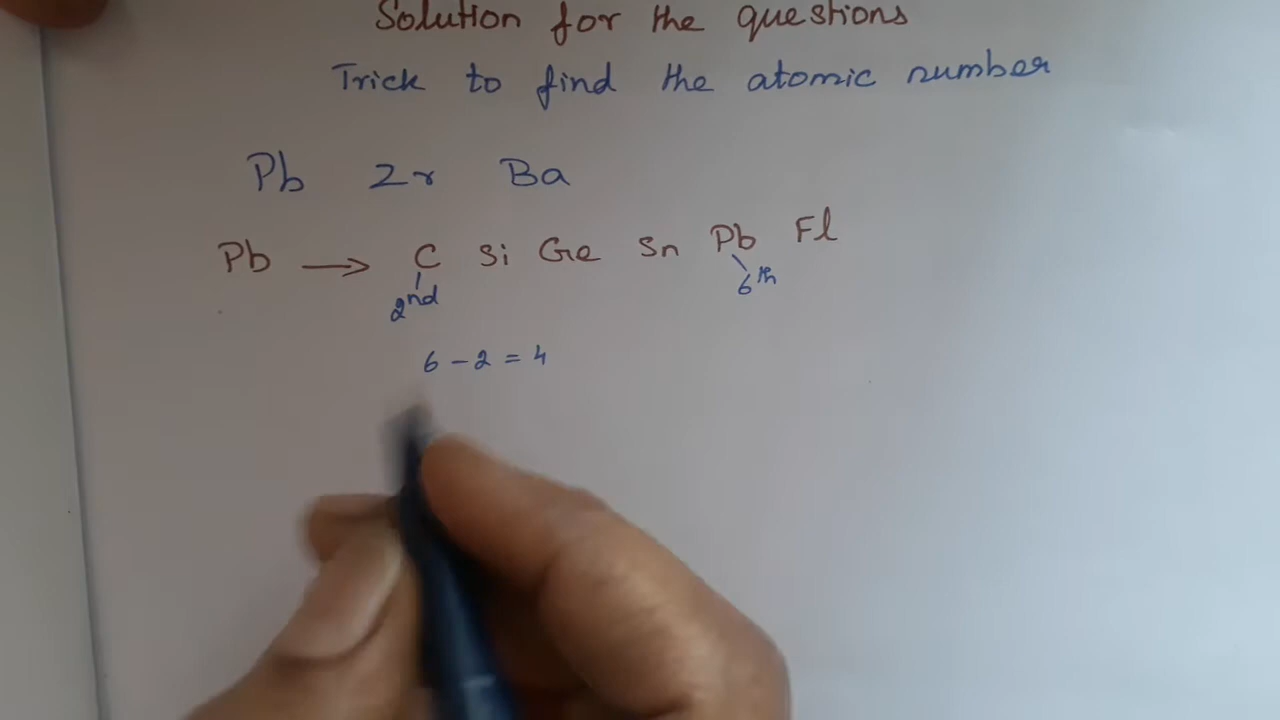 Solution for the questions
Trick to find the atomic number
Pb Zr Ba
Pb → C Si Ge Sn Pb Fl
2nd 6th
6 - 2 = 4